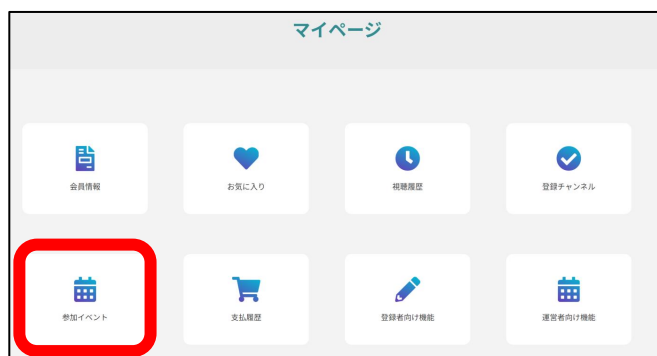 マイページ
会員情報
お気に入り
視聴履歴
登録チャンネル
参加イベント
支払履歴
登録者向け機能
運営者向け機能